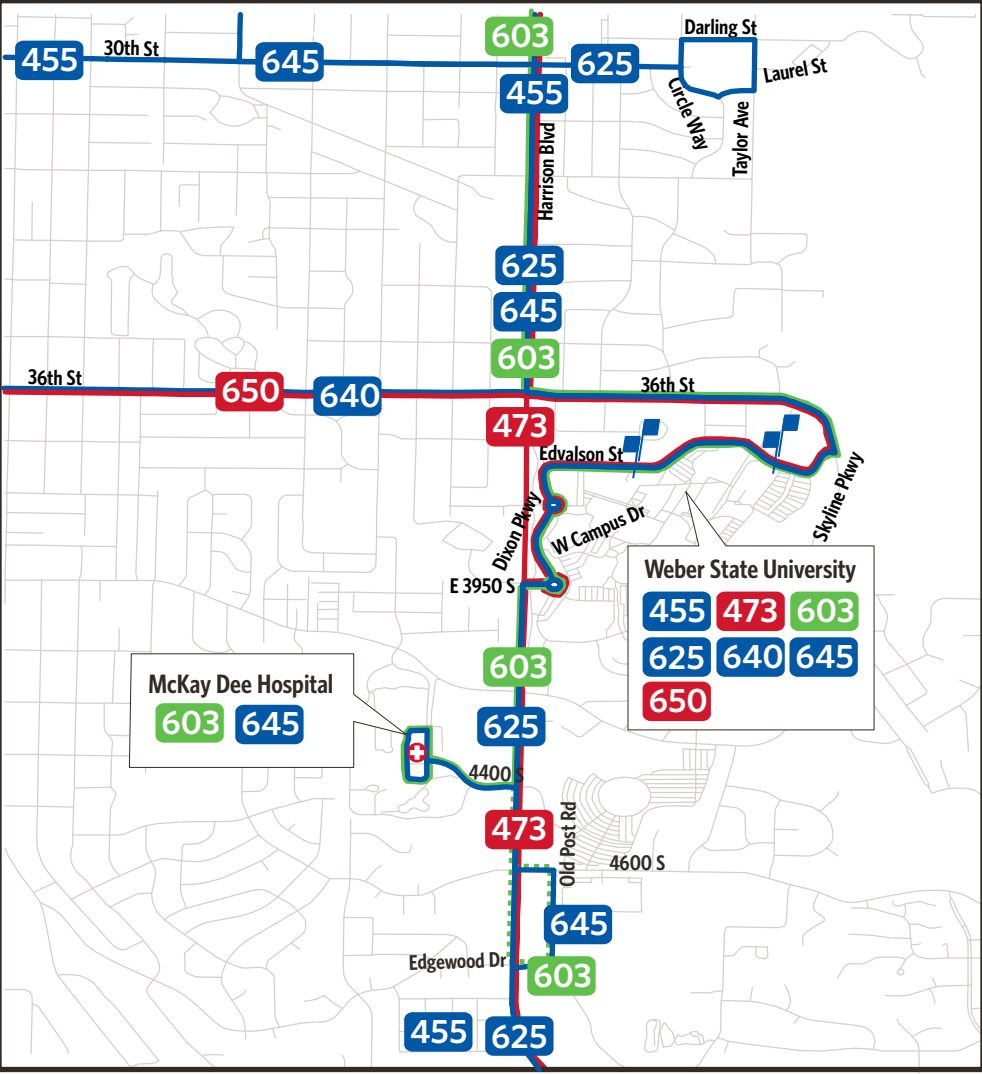 603
Darling St
30th St
455
645
625
Laurel St
455
Circle Way
Taylor Ave
Harrison Blvd
625
645
603
36th St
36th St
650
640
473
Edvalson St
Skyline Pkwy
Dixon Pkwy
W Campus Dr
E 3950 S
Weber State University
455 473 603
625 640 645
650
603
McKay Dee Hospital
603 645
625
4400 S
473
Old Post Rd
4600 S
645
Edgewood Dr
603
455
625